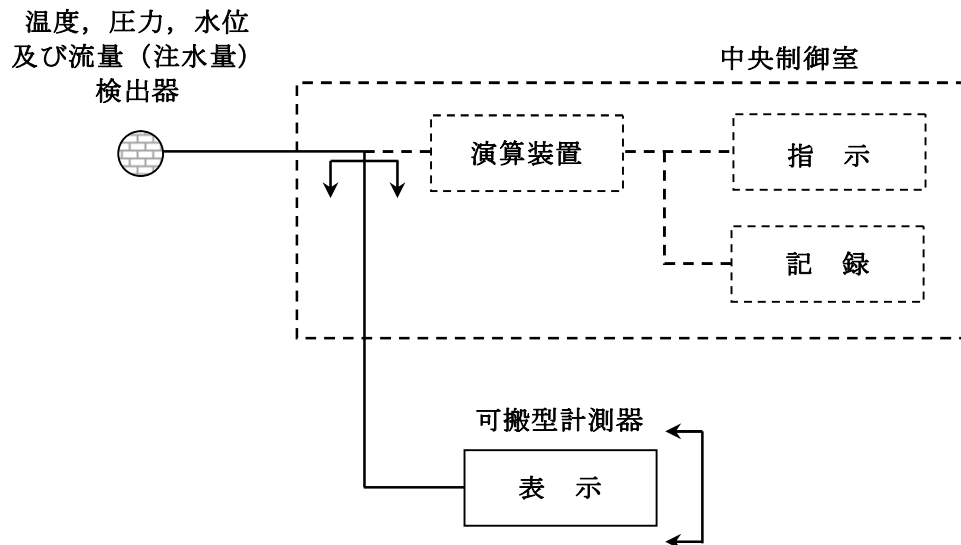 温度，圧力，水位
及び流量（注水量）
検出器
中央制御室
演算装置
指　示
記　録
可搬型計測器
表　示